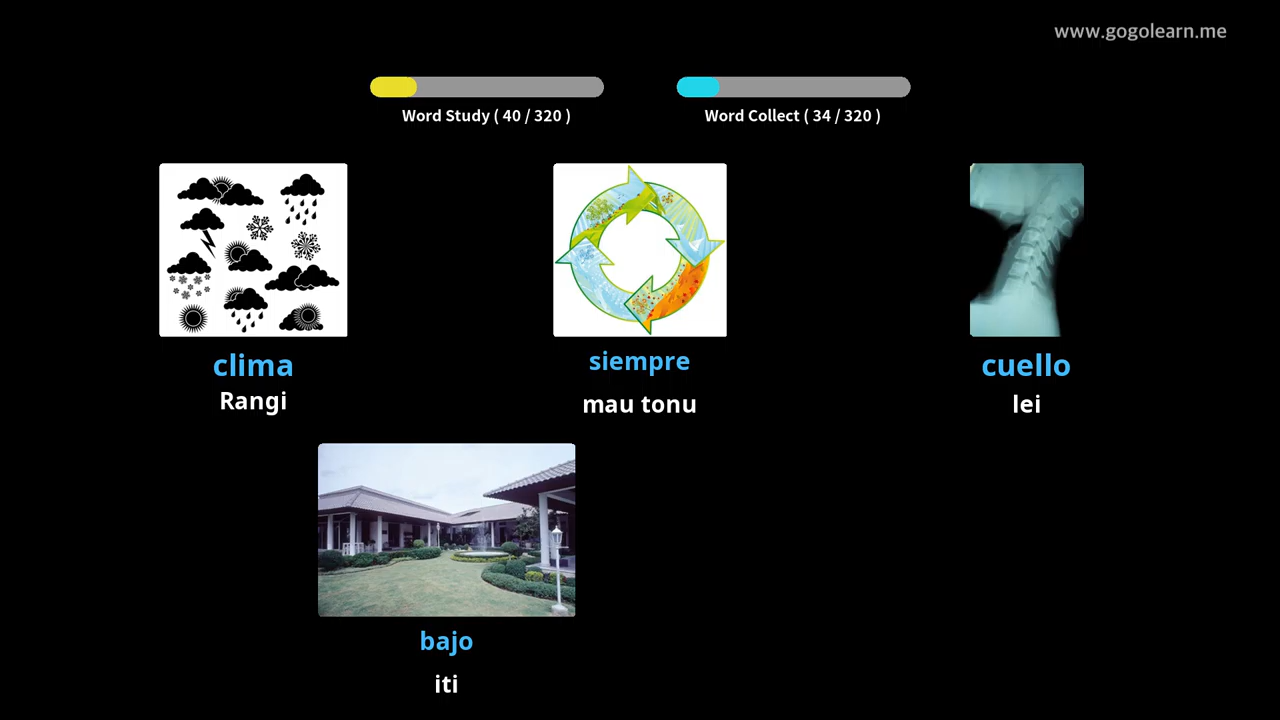 www.gogolearn.me
Word Study ( 40 / 320 )
Word Collect ( 34 / 320 )
clima
Rangi
siempre
mau tonu
cuello
lei
bajo
iti